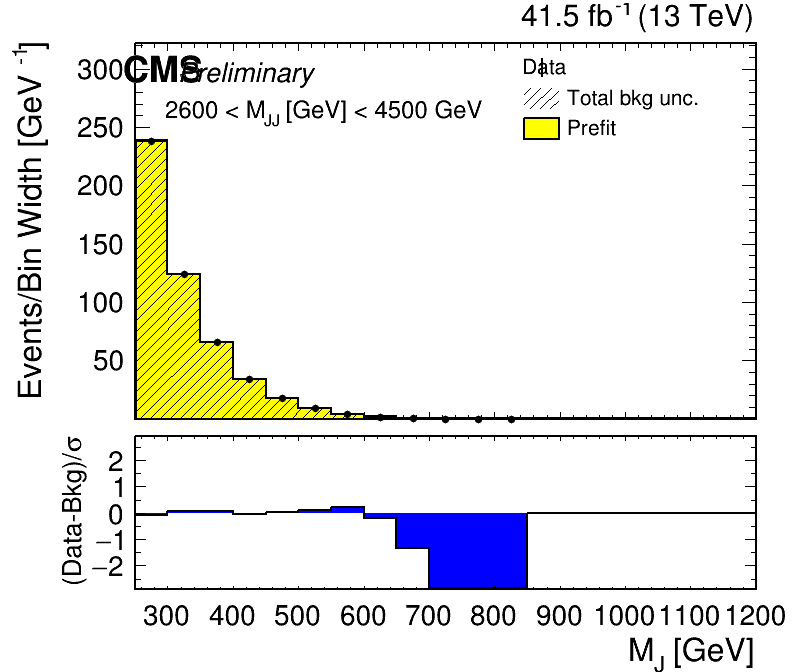 41.5 fb⁻¹ (13 TeV)
CMS Preliminary
2600 < M_JJ [GeV] < 4500 GeV
Data
Total bkg unc.
Prefit
Events/Bin Width [GeV⁻¹]
300
250
200
150
100
50
(Data-Bkg)/σ
2
1
0
−1
−2
300 400 500 600 700 800 900 1000 1100 1200
M_J [GeV]